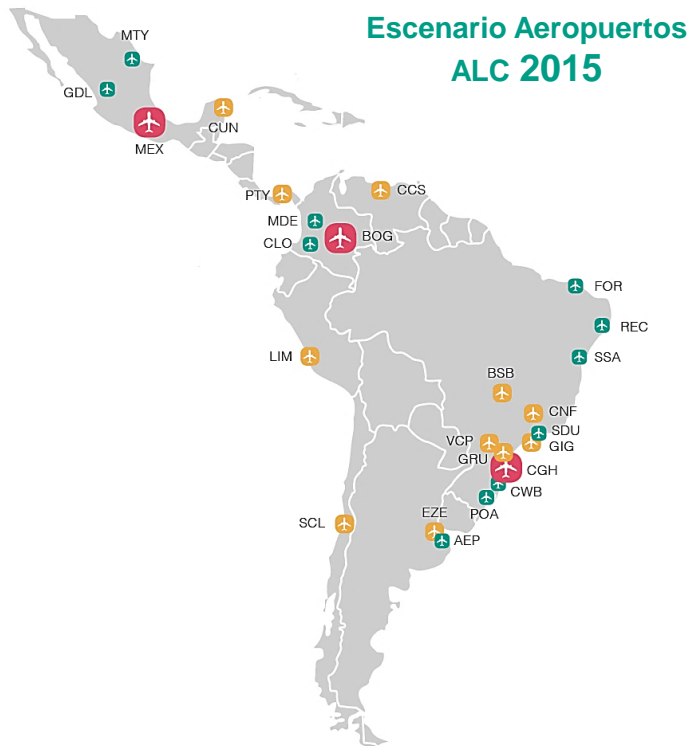 Escenario Aeropuertos
ALC 2015
MTY
GDL
CUN
MEX
PTY
CCS
MDE
BOG
CLO
FOR
REC
LIM
SSA
BSB
CNF
SDU
VCP
GIG
GRU
CGH
CWB
POA
EZE
SCL
AEP